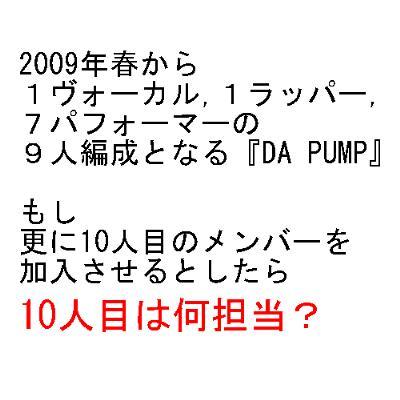 2009年春から
１ヴォーカル,１ラッパー,
７パフォーマーの
９人編成となる『DA PUMP』
もし
更に10人目のメンバーを
加入させるとしたら
10人目は何担当？